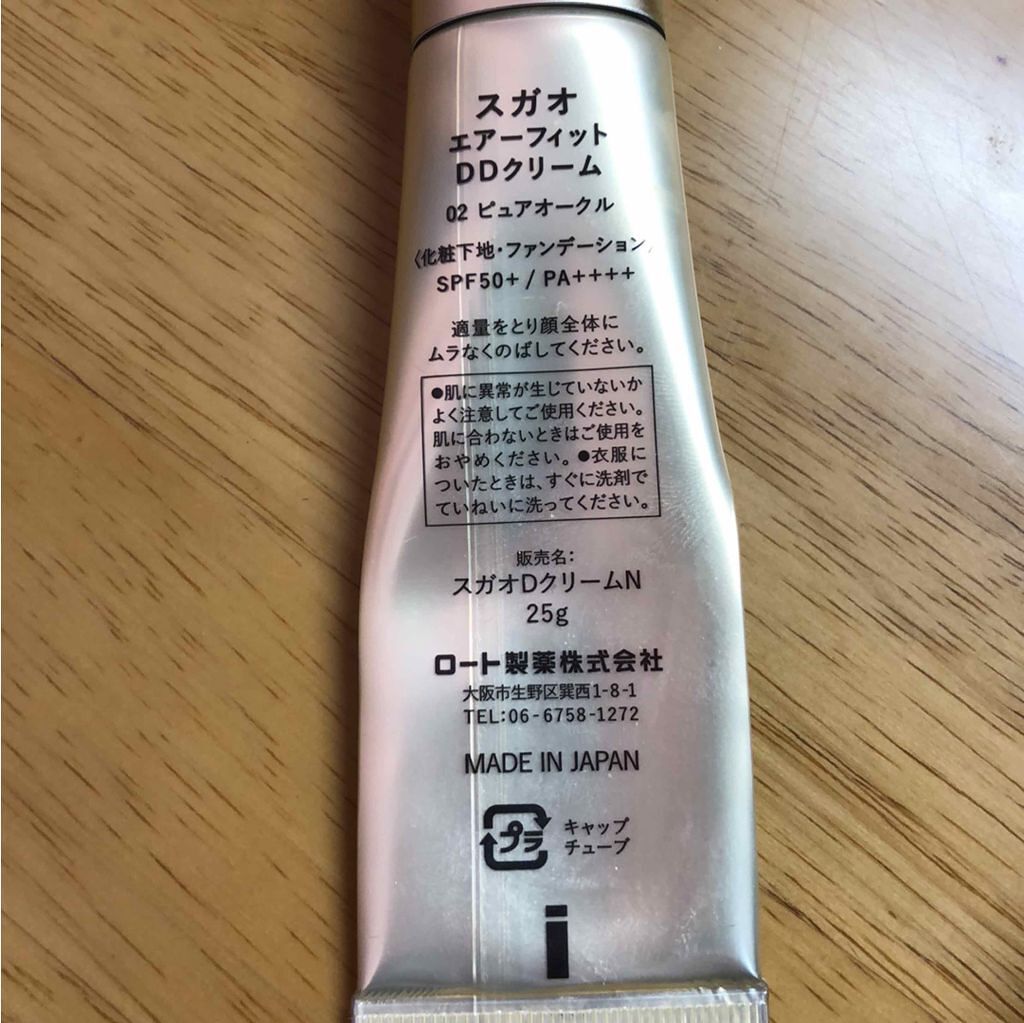 スガオ
エアーフィット
DDクリーム
02 ピュアオークル
〈化粧下地・ファンデーション〉
SPF50+ / PA++++
適量をとり顔全体に
ムラなくのばしてください。
●肌に異常が生じていないか
よく注意してご使用ください。
肌に合わないときはご使用を
おやめください。●衣服に
ついたときは、すぐに洗剤で
ていねいに洗ってください。
販売名:
スガオDクリームN
25g
ロート製薬株式会社
大阪市生野区巽西1-8-1
TEL:06-6758-1272
MADE IN JAPAN
プラ
キャップ
チューブ